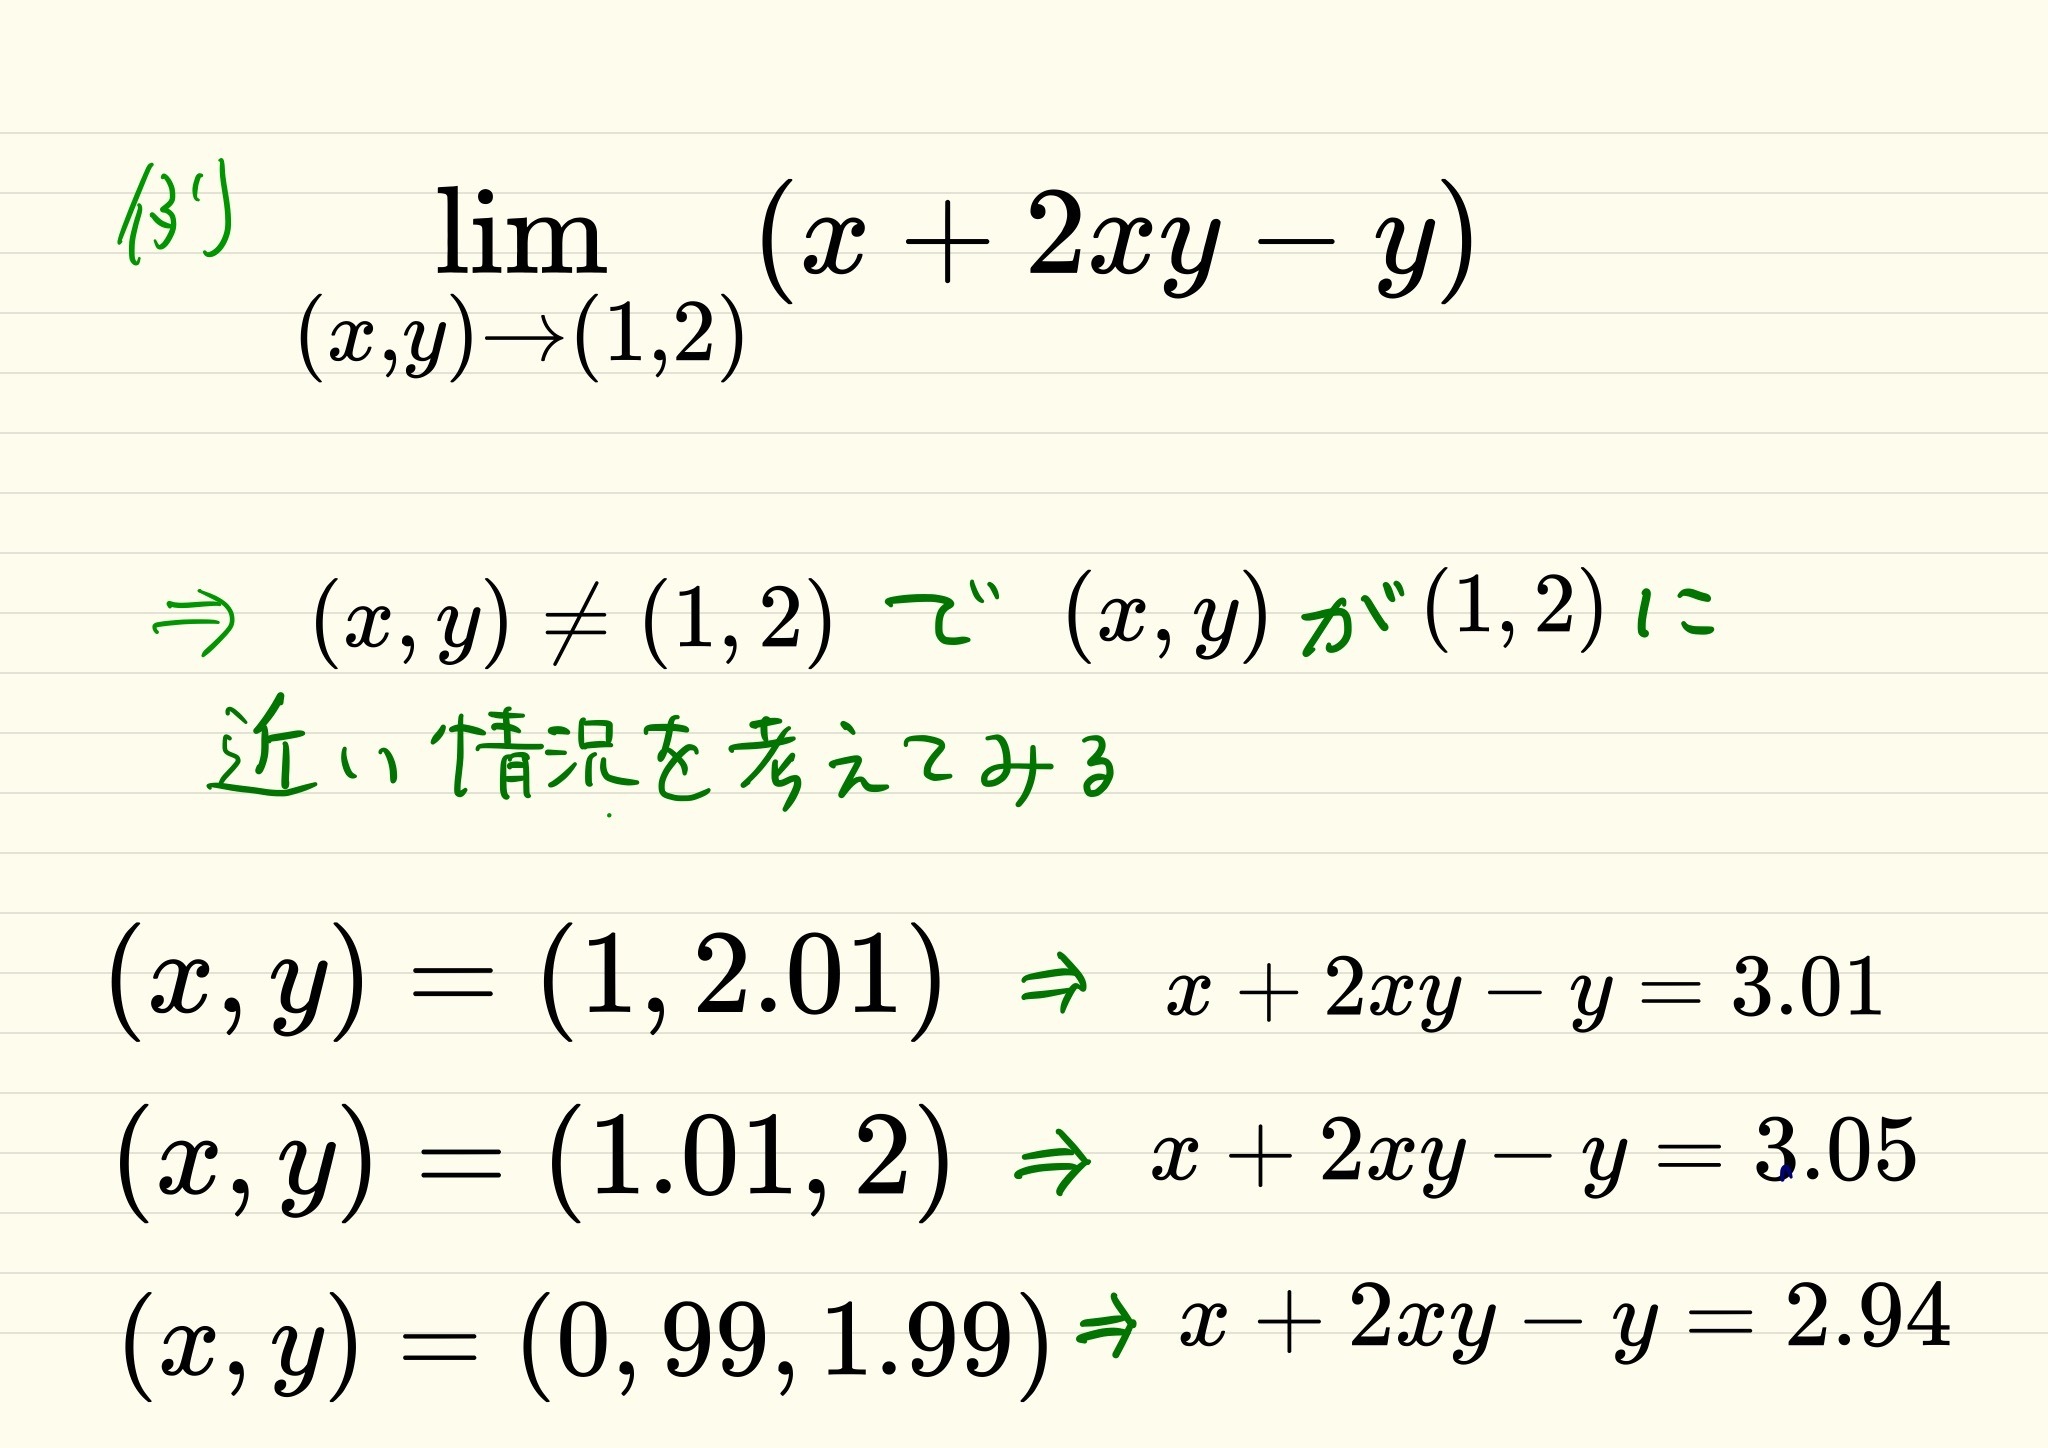 例) lim (x + 2xy − y)
(x,y)→(1,2)
⇒ (x, y) ≠ (1, 2) で (x, y) が (1, 2) に
近い情況を考えてみる
(x, y) = (1, 2.01) ⇒ x + 2xy − y = 3.01
(x, y) = (1.01, 2) ⇒ x + 2xy − y = 3.05
(x, y) = (0, 99, 1.99) ⇒ x + 2xy − y = 2.94